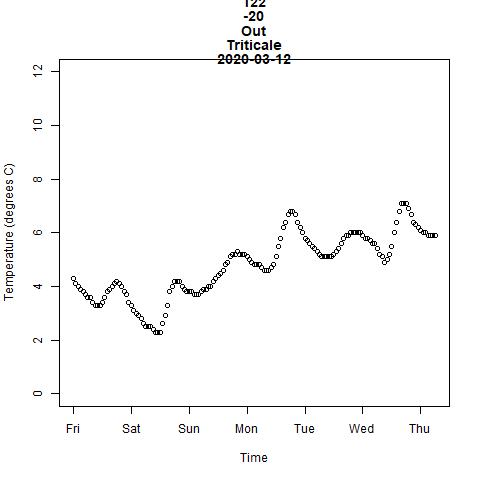 122
-20
Out
Triticale
2020-03-12
Temperature (degrees C)
12
10
8
6
4
2
0
Fri Sat Sun Mon Tue Wed Thu
Time